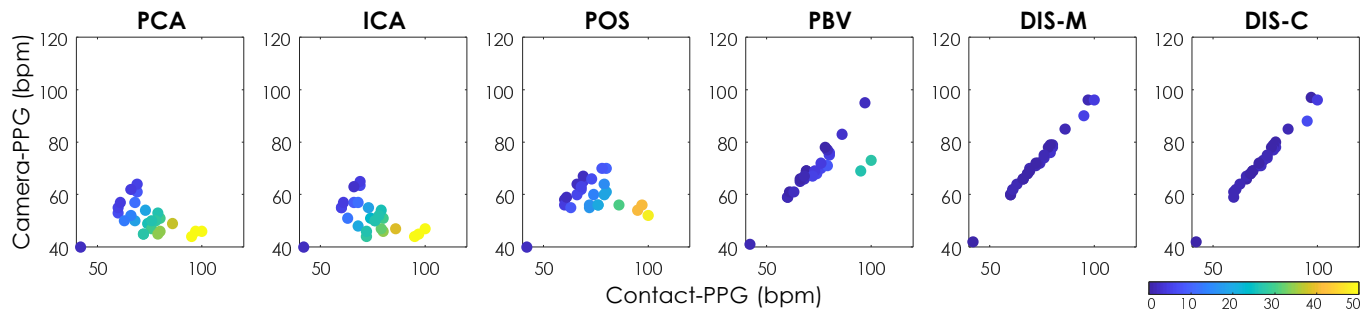 PCA ICA POS PBV DIS-M DIS-C
120 120 120 120 120 120
100 100 100 100 100 100
80 80 80 80 80 80
60 60 60 60 60 60
40 40 40 40 40 40
50 100 50 100 50 100 50 100 50 100 50 100
Camera-PPG (bpm)
Contact-PPG (bpm)
0 10 20 30 40 50